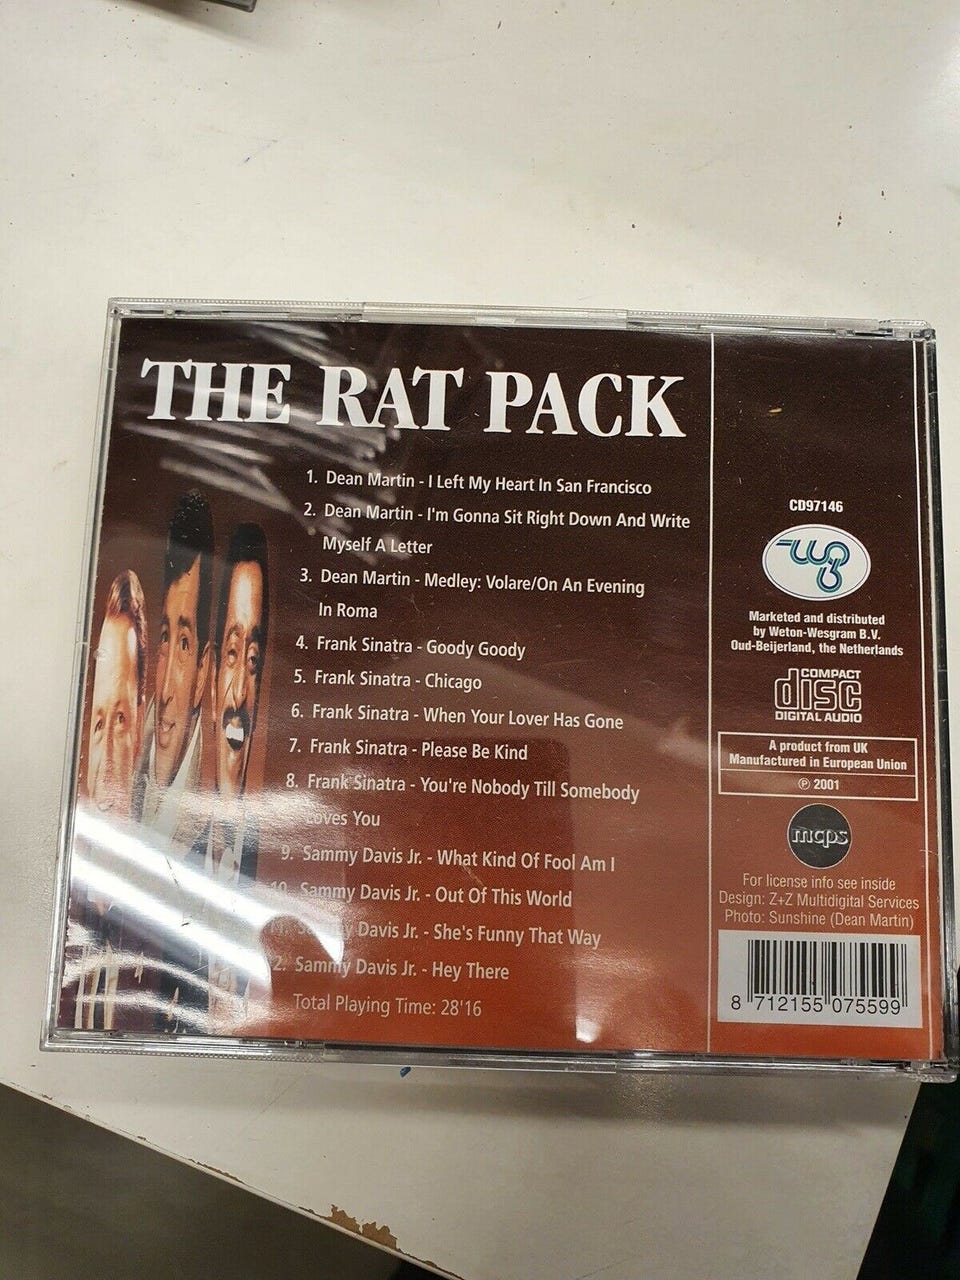 THE RAT PACK
1. Dean Martin - I Left My Heart In San Francisco
2. Dean Martin - I'm Gonna Sit Right Down And Write
Myself A Letter
3. Dean Martin - Medley: Volare/On An Evening
In Roma
4. Frank Sinatra - Goody Goody
5. Frank Sinatra - Chicago
6. Frank Sinatra - When Your Lover Has Gone
7. Frank Sinatra - Please Be Kind
8. Frank Sinatra - You're Nobody Till Somebody
Loves You
9. Sammy Davis Jr. - What Kind Of Fool Am I
10. Sammy Davis Jr. - Out Of This World
11. Sammy Davis Jr. - She's Funny That Way
12. Sammy Davis Jr. - Hey There
Total Playing Time: 28'16
CD97146
Marketed and distributed
by Weton-Wesgram B.V.
Oud-Beijerland, the Netherlands
COMPACT
disc
DIGITAL AUDIO
A product from UK
Manufactured in European Union
℗ 2001
mcps
For license info see inside
Design: Z+Z Multidigital Services
Photo: Sunshine (Dean Martin)
8 712155 075599